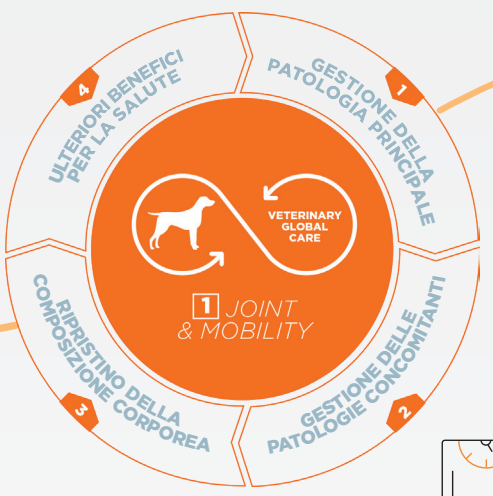 1
GESTIONE DELLA
PATOLOGIA PRINCIPALE
2
GESTIONE DELLE
PATOLOGIE CONCOMITANTI
3
RIPRISTINO DELLA
COMPOSIZIONE CORPOREA
4
ULTERIORI BENEFICI
PER LA SALUTE
VETERINARY
GLOBAL
CARE
1 JOINT
& MOBILITY